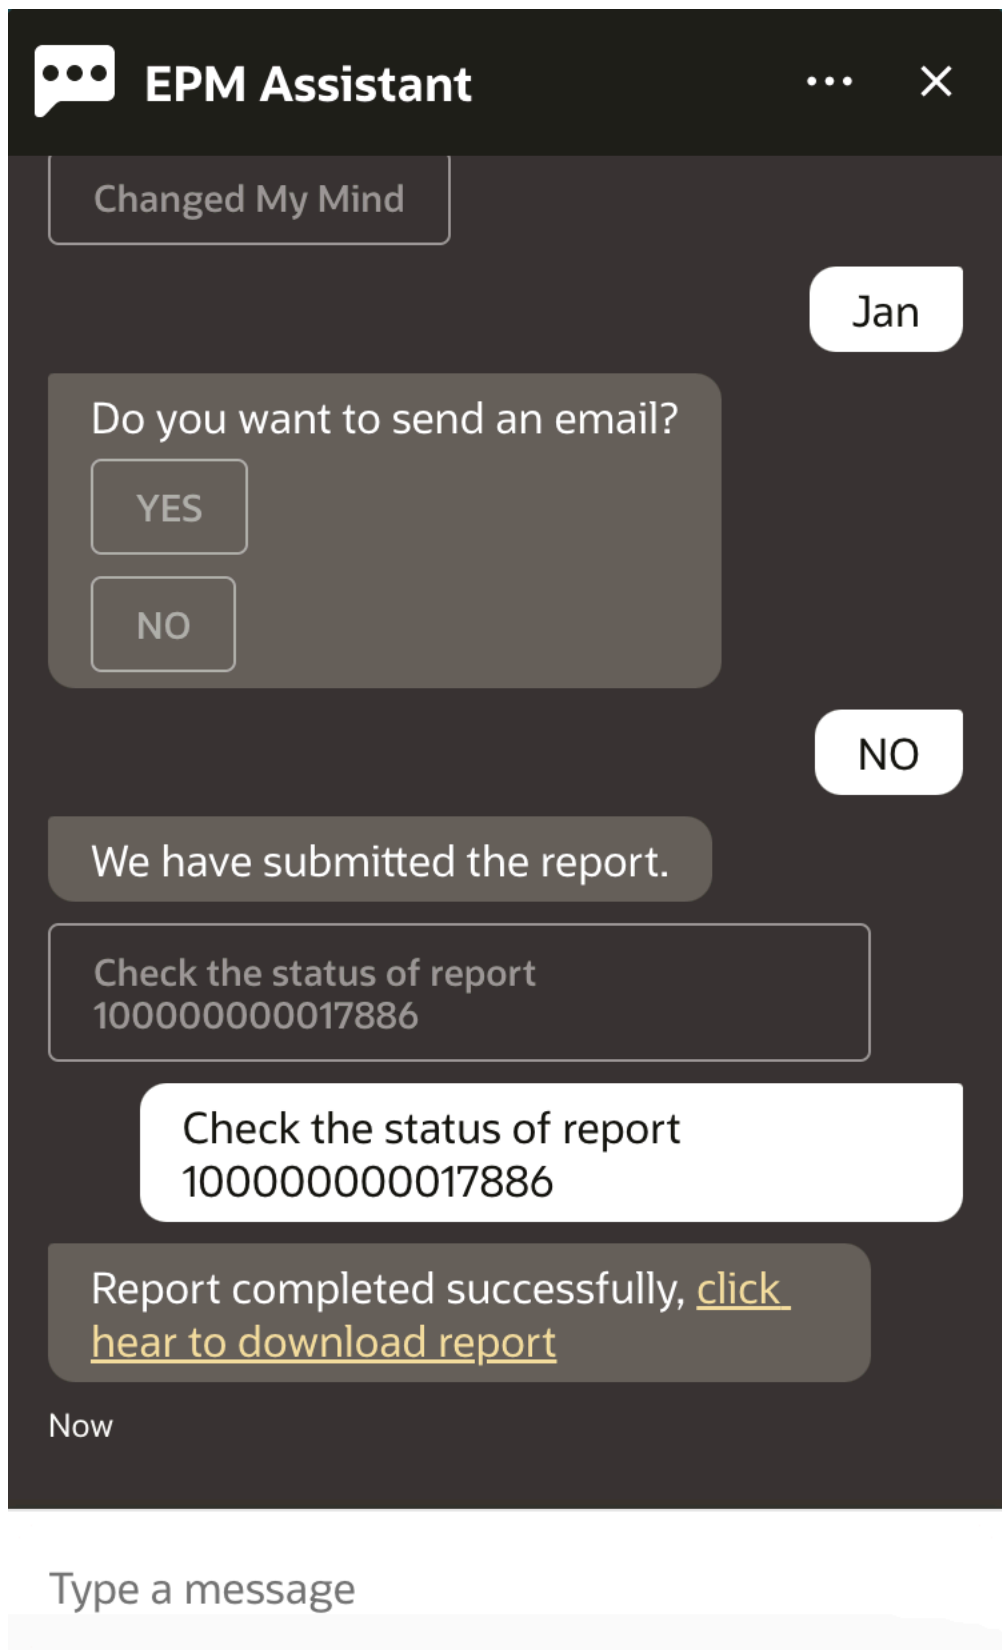 EPM Assistant
Changed My Mind
Jan
Do you want to send an email?
YES
NO
NO
We have submitted the report.
Check the status of report
100000000017886
Check the status of report
100000000017886
Report completed successfully, click
hear to download report
Now
Type a message